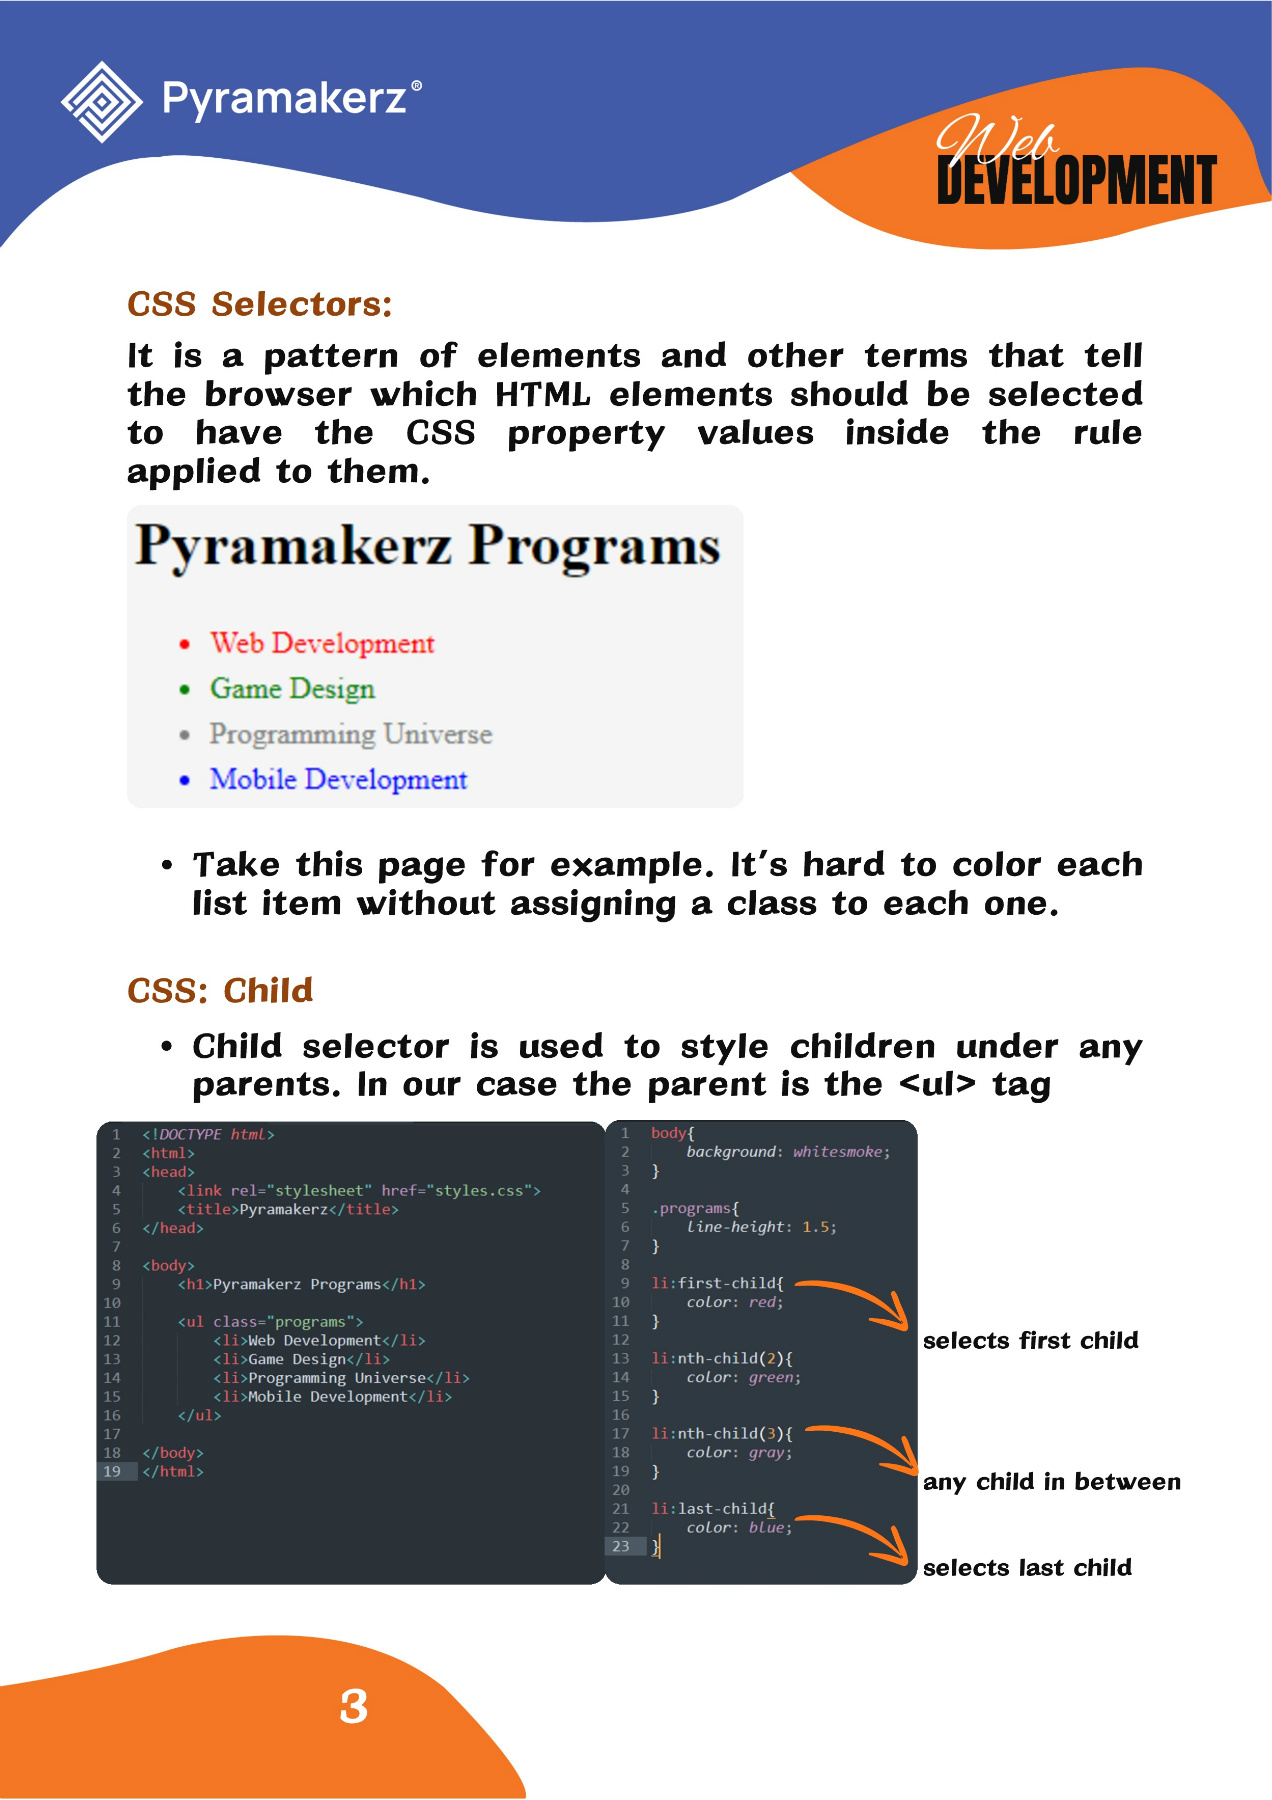 Pyramakerz®
Web
DEVELOPMENT
CSS Selectors:
It is a pattern of elements and other terms that tell
the browser which HTML elements should be selected
to have the CSS property values inside the rule
applied to them.
Pyramakerz Programs
• Web Development
• Game Design
• Programming Universe
• Mobile Development
• Take this page for example. It's hard to color each
list item without assigning a class to each one.
CSS: Child
• Child selector is used to style children under any
parents. In our case the parent is the <ul> tag
1 <!DOCTYPE html>
2 <html>
3 <head>
4 <link rel="stylesheet" href="styles.css">
5 <title>Pyramakerz</title>
6 </head>
7
8 <body>
9 <h1>Pyramakerz Programs</h1>
10
11 <ul class="programs">
12 <li>Web Development</li>
13 <li>Game Design</li>
14 <li>Programming Universe</li>
15 <li>Mobile Development</li>
16 </ul>
17
18 </body>
19 </html>
1 body{
2 background: whitesmoke;
3 }
4
5 .programs{
6 line-height: 1.5;
7 }
8
9 li:first-child{
10 color: red;
11 }
12
13 li:nth-child(2){
14 color: green;
15 }
16
17 li:nth-child(3){
18 color: gray;
19 }
20
21 li:last-child{
22 color: blue;
23 }
selects first child
any child in between
selects last child
3